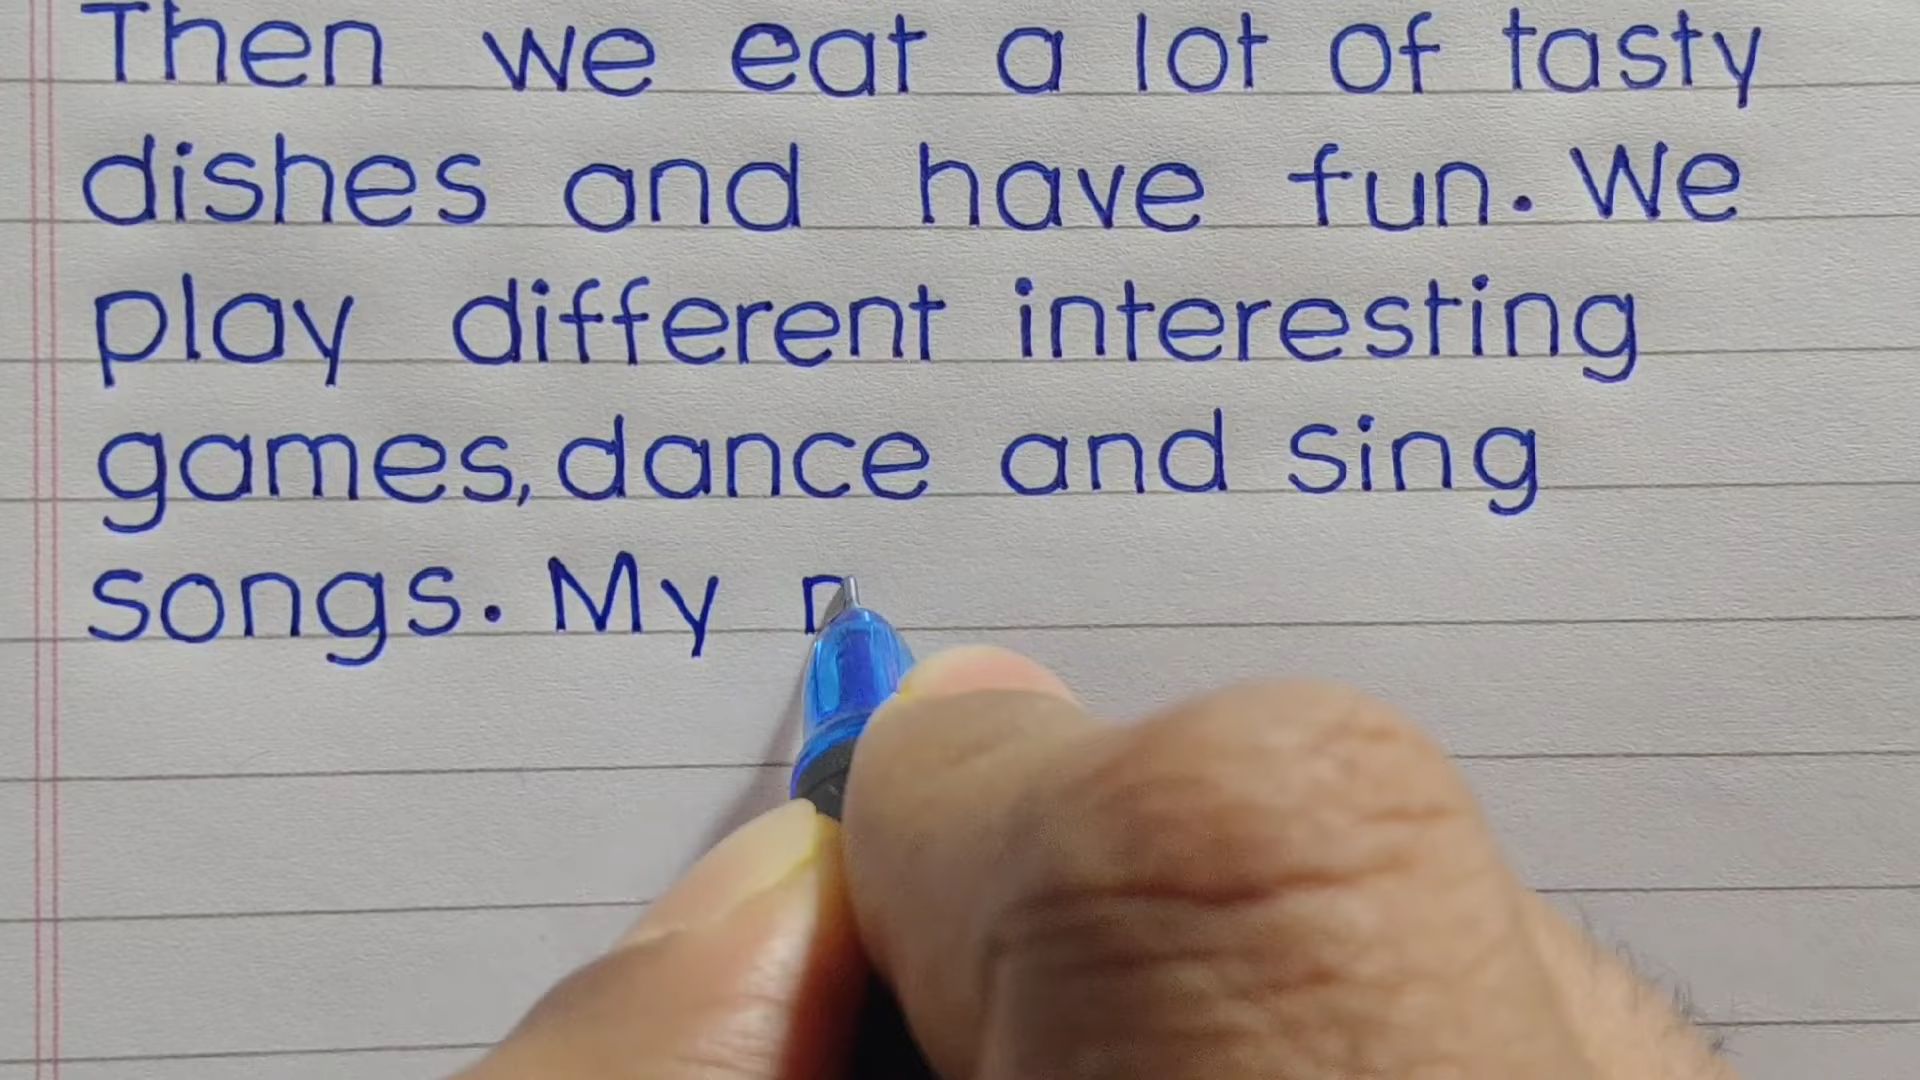 Then we eat a lot of tasty
dishes and have fun. We
play different interesting
games, dance and sing
songs. My